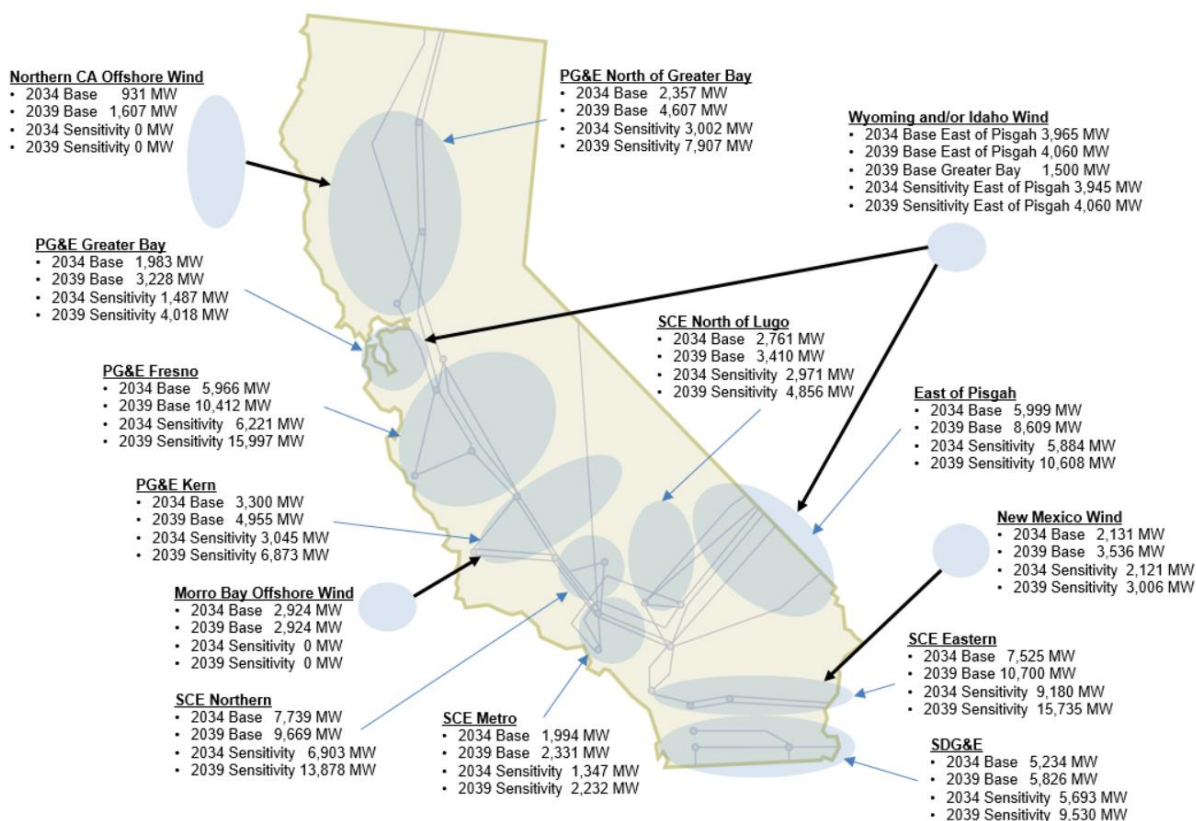 Northern CA Offshore Wind
• 2034 Base 931 MW
• 2039 Base 1,607 MW
• 2034 Sensitivity 0 MW
• 2039 Sensitivity 0 MW
PG&E North of Greater Bay
• 2034 Base 2,357 MW
• 2039 Base 4,607 MW
• 2034 Sensitivity 3,002 MW
• 2039 Sensitivity 7,907 MW
Wyoming and/or Idaho Wind
• 2034 Base East of Pisgah 3,965 MW
• 2039 Base East of Pisgah 4,060 MW
• 2039 Base Greater Bay 1,500 MW
• 2034 Sensitivity East of Pisgah 3,945 MW
• 2039 Sensitivity East of Pisgah 4,060 MW
PG&E Greater Bay
• 2034 Base 1,983 MW
• 2039 Base 3,228 MW
• 2034 Sensitivity 1,487 MW
• 2039 Sensitivity 4,018 MW
SCE North of Lugo
• 2034 Base 2,761 MW
• 2039 Base 3,410 MW
• 2034 Sensitivity 2,971 MW
• 2039 Sensitivity 4,856 MW
PG&E Fresno
• 2034 Base 5,966 MW
• 2039 Base 10,412 MW
• 2034 Sensitivity 6,221 MW
• 2039 Sensitivity 15,997 MW
East of Pisgah
• 2034 Base 5,999 MW
• 2039 Base 8,609 MW
• 2034 Sensitivity 5,884 MW
• 2039 Sensitivity 10,608 MW
PG&E Kern
• 2034 Base 3,300 MW
• 2039 Base 4,955 MW
• 2034 Sensitivity 3,045 MW
• 2039 Sensitivity 6,873 MW
New Mexico Wind
• 2034 Base 2,131 MW
• 2039 Base 3,536 MW
• 2034 Sensitivity 2,121 MW
• 2039 Sensitivity 3,006 MW
Morro Bay Offshore Wind
• 2034 Base 2,924 MW
• 2039 Base 2,924 MW
• 2034 Sensitivity 0 MW
• 2039 Sensitivity 0 MW
SCE Eastern
• 2034 Base 7,525 MW
• 2039 Base 10,700 MW
• 2034 Sensitivity 9,180 MW
• 2039 Sensitivity 15,735 MW
SCE Northern
• 2034 Base 7,739 MW
• 2039 Base 9,669 MW
• 2034 Sensitivity 6,903 MW
• 2039 Sensitivity 13,878 MW
SCE Metro
• 2034 Base 1,994 MW
• 2039 Base 2,331 MW
• 2034 Sensitivity 1,347 MW
• 2039 Sensitivity 2,232 MW
SDG&E
• 2034 Base 5,234 MW
• 2039 Base 5,826 MW
• 2034 Sensitivity 5,693 MW
• 2039 Sensitivity 9,530 MW